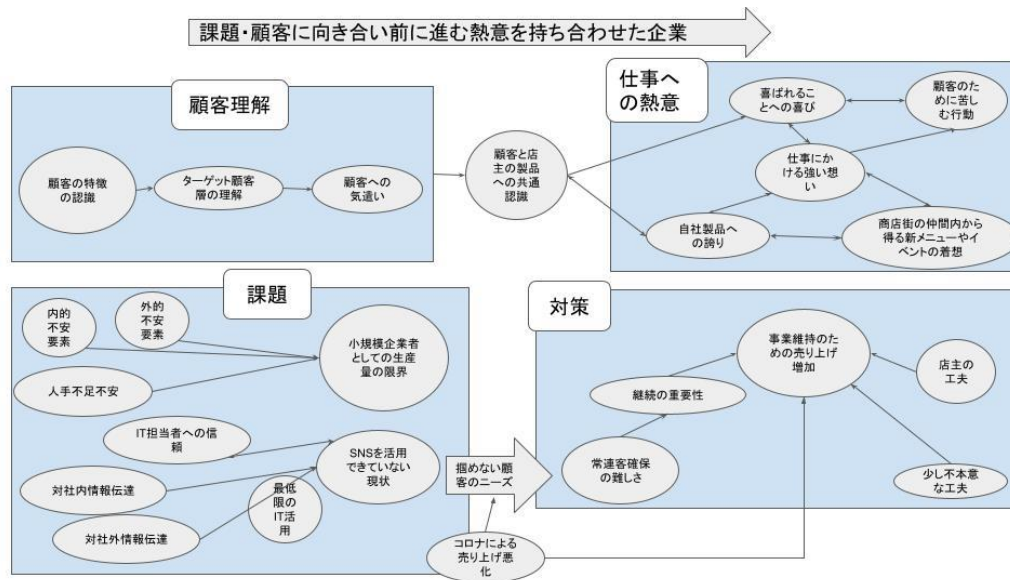 課題・顧客に向き合い前に進む熱意を持ち合わせた企業
顧客理解
顧客の特徴
の認識
ターゲット顧客
層の理解
顧客への
気遣い
顧客と店
主の製品
への共通
認識
仕事へ
の熱意
喜ばれるこ
とへの喜び
顧客のた
めに苦し
む行動
仕事にか
ける強い想
い
自社製品へ
の誇り
商店街の仲間内から
得る新メニューやイ
ベントの着想
課題
内的
不安
要素
外的
不安
要素
人手不足不安
小規模企業者
としての生産
量の限界
IT担当者への信
頼
対社内情報伝達
対社外情報伝達
最低
限の
IT活
用
SNSを活用
できていない
現状
掴めない顧
客のニーズ
コロナによる
売り上げ悪
化
対策
事業維持のた
めの売り上げ
増加
継続の重要性
常連客確保
の難しさ
店主の
工夫
少し不本意
な工夫